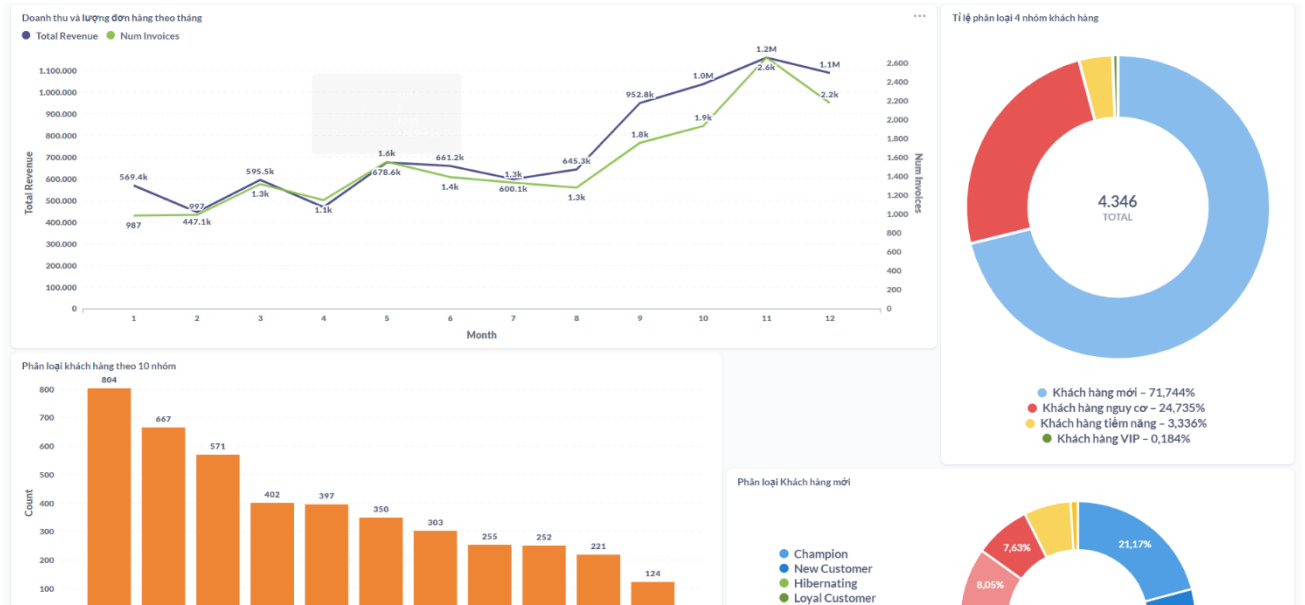 Doanh thu và lượng đơn hàng theo tháng
Total Revenue
Num Invoices
Total Revenue
1.100.000
1.000.000
900.000
800.000
700.000
600.000
500.000
400.000
300.000
200.000
100.000
0
569.4k
987
997
447.1k
595.5k
1.3k
1.1k
1.6k
678.6k
661.2k
1.4k
1.3k
600.1k
645.3k
1.3k
952.8k
1.8k
1.0M
1.9k
1.2M
2.6k
1.1M
2.2k
2.600
2.400
2.200
2.000
1.800
1.600
1.400
1.200
1.000
800
600
400
200
0
Num Invoices
1 2 3 4 5 6 7 8 9 10 11 12
Month
Tỉ lệ phân loại 4 nhóm khách hàng
4.346
TOTAL
Khách hàng mới – 71,744%
Khách hàng nguy cơ – 24,735%
Khách hàng tiềm năng – 3,336%
Khách hàng VIP – 0,184%
Phân loại khách hàng theo 10 nhóm
Count
800
700
600
500
400
300
200
100
804
667
571
402
397
350
303
255
252
221
124
Phân loại Khách hàng mới
Champion
New Customer
Hibernating
Loyal Customer
7,63%
8,05%
21,17%